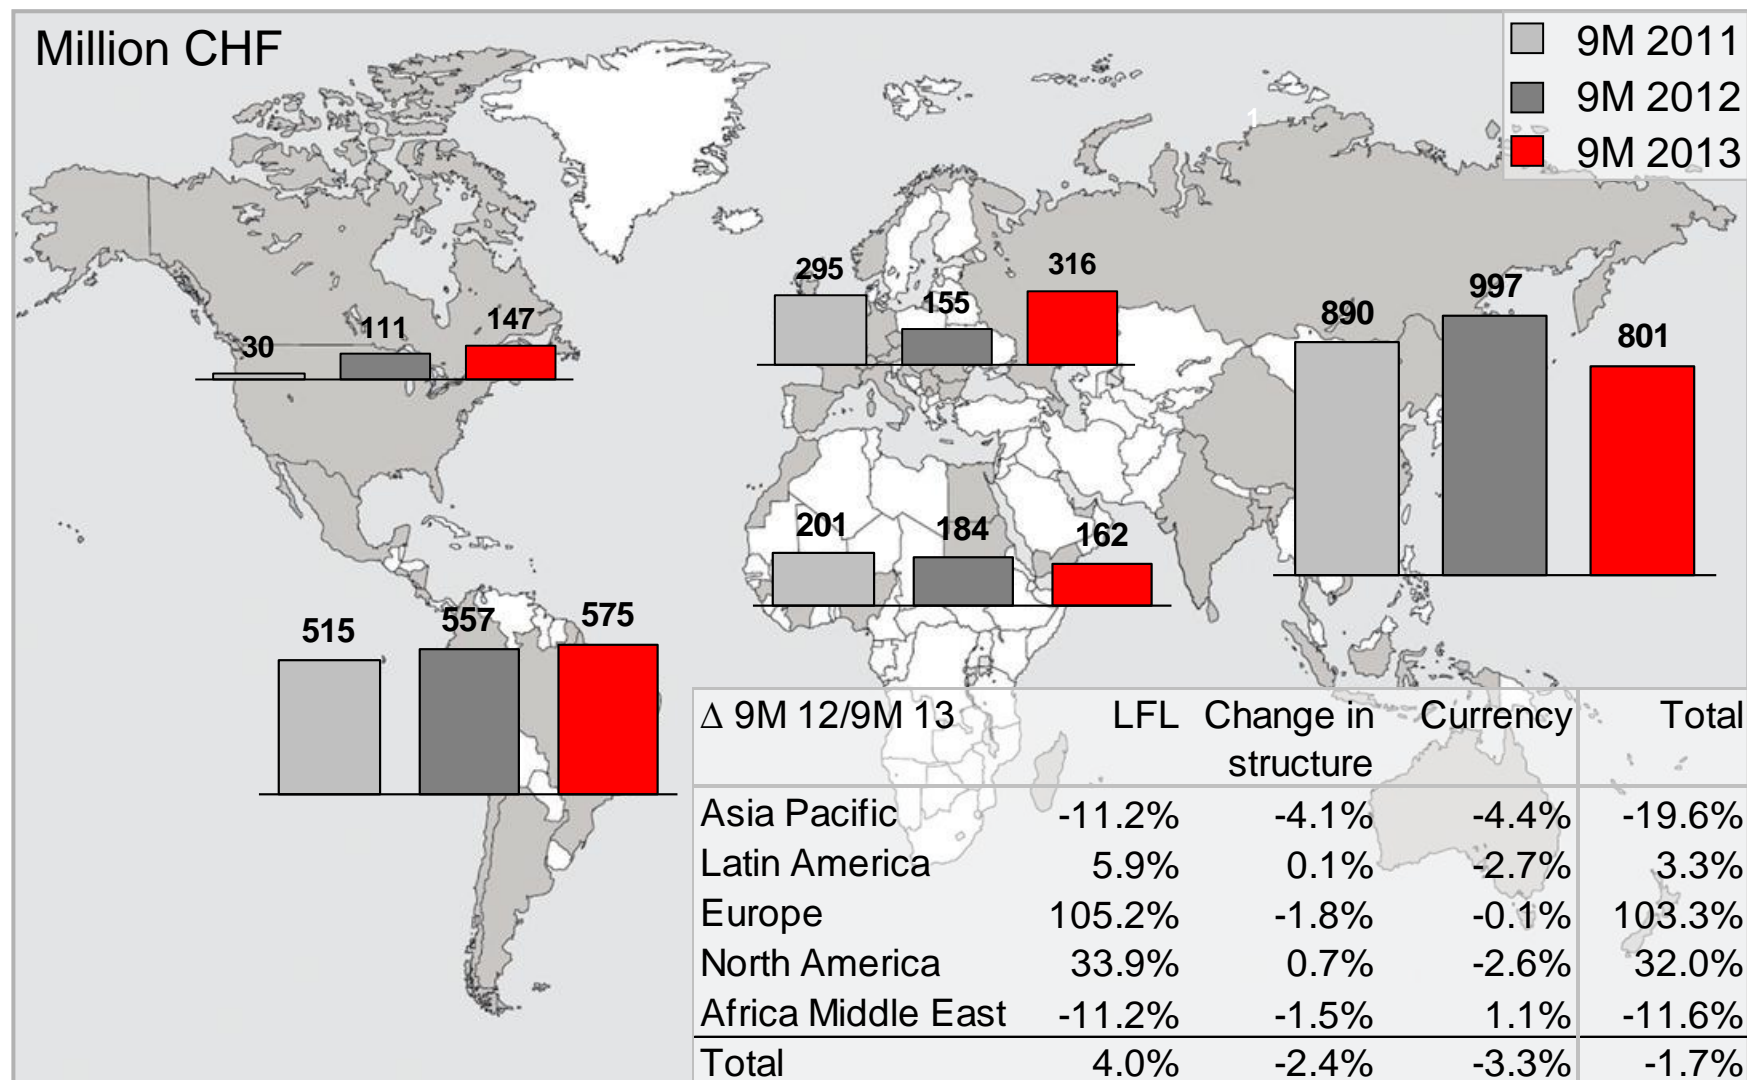 Million CHF
9M 2011
9M 2012
9M 2013
1
30
111
147
295
155
316
890
997
801
201
184
162
515
557
575
Δ 9M 12/9M 13 LFL Change in structure Currency Total
Asia Pacific -11.2% -4.1% -4.4% -19.6%
Latin America 5.9% 0.1% -2.7% 3.3%
Europe 105.2% -1.8% -0.1% 103.3%
North America 33.9% 0.7% -2.6% 32.0%
Africa Middle East -11.2% -1.5% 1.1% -11.6%
Total 4.0% -2.4% -3.3% -1.7%